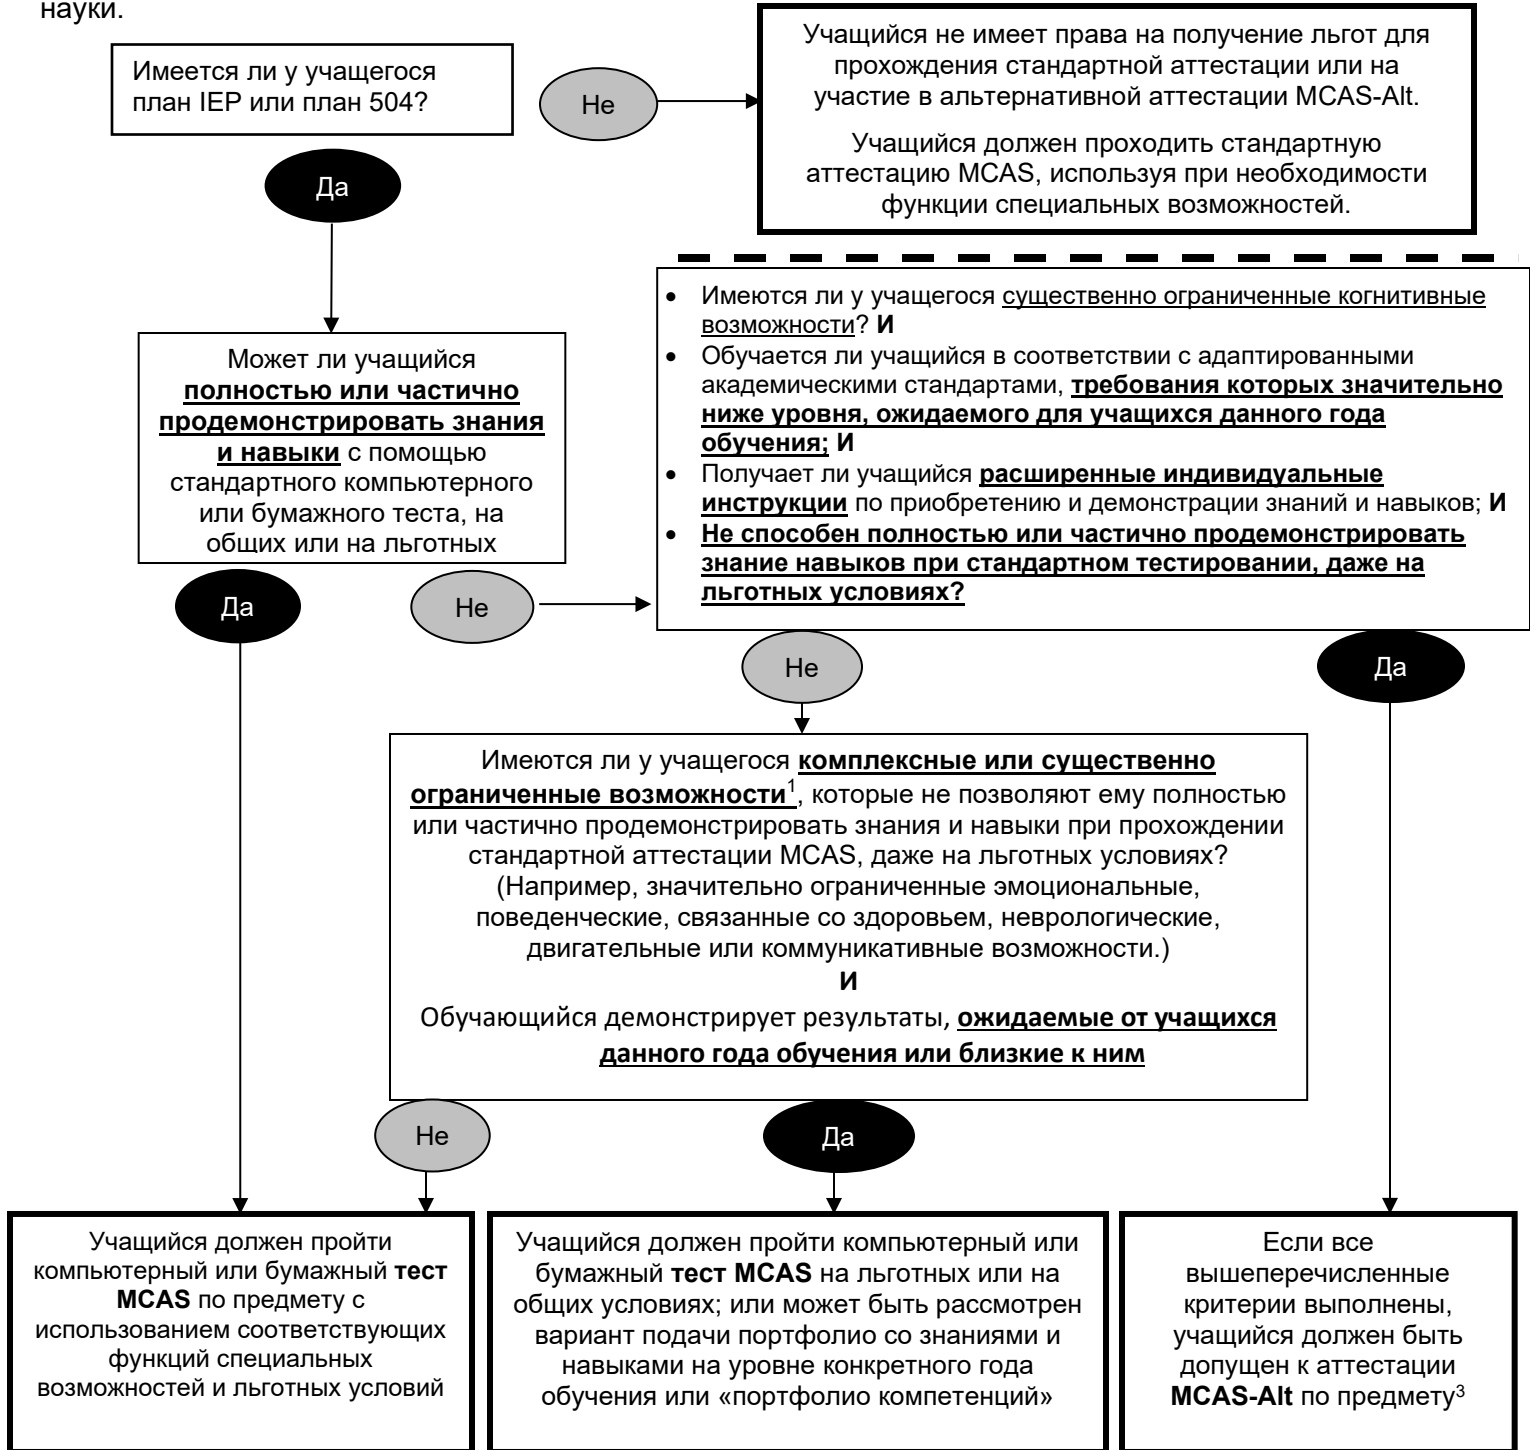 науки.
Имеется ли у учащегося
план IEP или план 504?
Не
Учащийся не имеет права на получение льгот для
прохождения стандартной аттестации или на
участие в альтернативной аттестации MCAS-Alt.
Учащийся должен проходить стандартную
аттестацию MCAS, используя при необходимости
функции специальных возможностей.
Да
Может ли учащийся
полностью или частично
продемонстрировать знания
и навыки с помощью
стандартного компьютерного
или бумажного теста, на
общих или на льготных
• Имеются ли у учащегося существенно ограниченные когнитивные
возможности? И
• Обучается ли учащийся в соответствии с адаптированными
академическими стандартами, требования которых значительно
ниже уровня, ожидаемого для учащихся данного года
обучения; И
• Получает ли учащийся расширенные индивидуальные
инструкции по приобретению и демонстрации знаний и навыков; И
• Не способен полностью или частично продемонстрировать
знание навыков при стандартном тестировании, даже на
льготных условиях?
Да
Не
Не
Да
Имеются ли у учащегося комплексные или существенно
ограниченные возможности¹, которые не позволяют ему полностью
или частично продемонстрировать знания и навыки при прохождении
стандартной аттестации MCAS, даже на льготных условиях?
(Например, значительно ограниченные эмоциональные,
поведенческие, связанные со здоровьем, неврологические,
двигательные или коммуникативные возможности.)
И
Обучающийся демонстрирует результаты, ожидаемые от учащихся
данного года обучения или близкие к ним
Не
Да
Учащийся должен пройти
компьютерный или бумажный тест
MCAS по предмету с
использованием соответствующих
функций специальных
возможностей и льготных условий
Учащийся должен пройти компьютерный или
бумажный тест MCAS на льготных или на
общих условиях; или может быть рассмотрен
вариант подачи портфолио со знаниями и
навыками на уровне конкретного года
обучения или «портфолио компетенций»
Если все
вышеперечисленные
критерии выполнены,
учащийся должен быть
допущен к аттестации
MCAS-Alt по предмету³